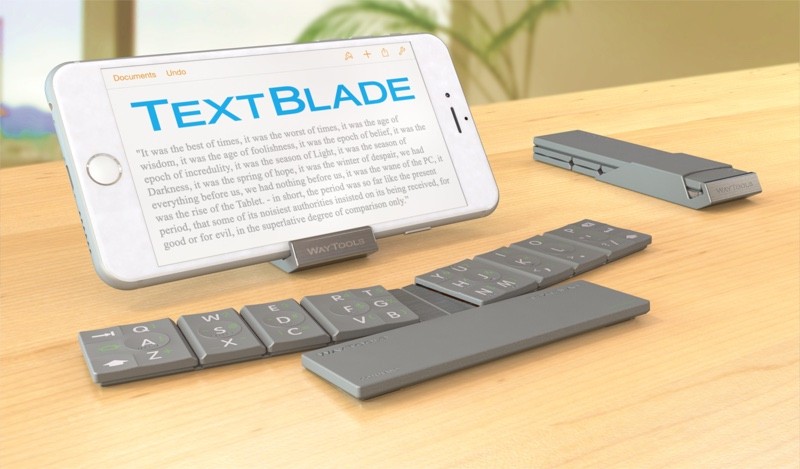 Documents Undo
TEXTBLADE
"It was the best of times, it was the worst of times, it was the age of
wisdom, it was the age of foolishness, it was the epoch of belief, it was the
epoch of incredulity, it was the season of Light, it was the season of
Darkness, it was the spring of hope, it was the winter of despair, we had
everything before us, we had nothing before us, it was the wane of the PC, it
was the rise of the Tablet. - in short, the period was so far like the present
period, that some of its noisiest authorities insisted on its being received, for
good or for evil, in the superlative degree of comparison only."
WAYTOOLS
WAYTOOLS
Q W E R T Y U I O P
A S D F G H J K L
Z X C V B N M